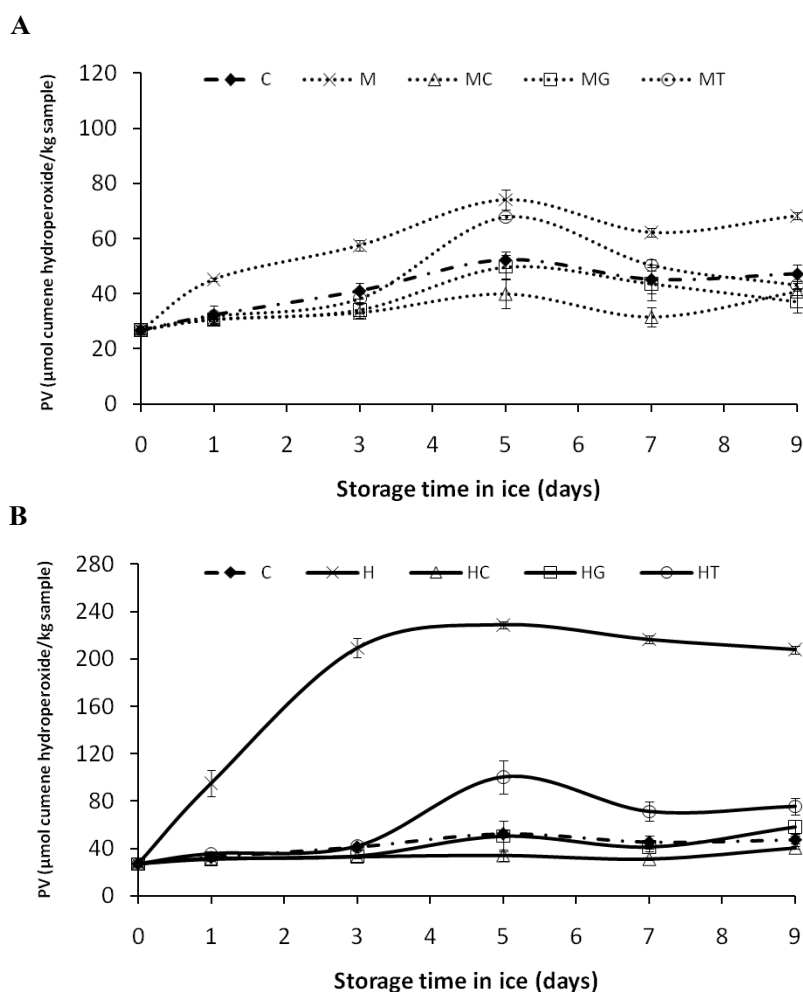 A
120
100
80
60
40
20
0
C M MC MG MT
PV (µmol cumene hydroperoxide/kg sample)
0 1 2 3 4 5 6 7 8 9
Storage time in ice (days)
B
280
240
200
160
120
80
40
0
C H HC HG HT
PV (µmol cumene hydroperoxide/kg sample)
0 1 2 3 4 5 6 7 8 9
Storage time in ice (days)